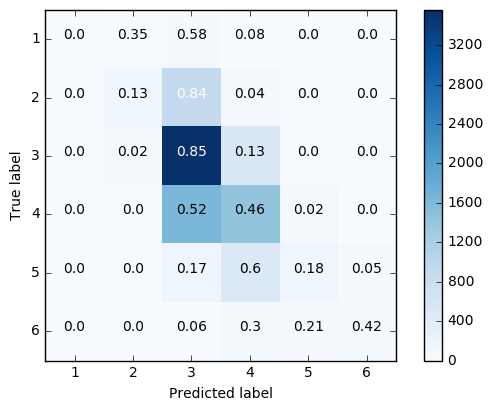 1 0.0 0.35 0.58 0.08 0.0 0.0
2 0.0 0.13 0.84 0.04 0.0 0.0
3 0.0 0.02 0.85 0.13 0.0 0.0
4 0.0 0.0 0.52 0.46 0.02 0.0
5 0.0 0.0 0.17 0.6 0.18 0.05
6 0.0 0.0 0.06 0.3 0.21 0.42
1 2 3 4 5 6
Predicted label
True label
3200
2800
2400
2000
1600
1200
800
400
0